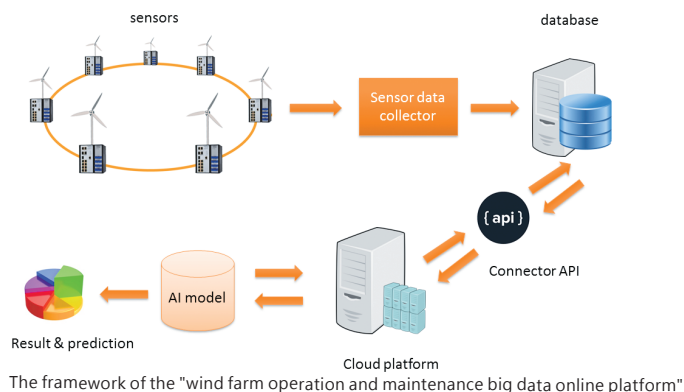 sensors
database
Sensor data
collector
{ api }
Connector API
AI model
Result & prediction
Cloud platform
The framework of the "wind farm operation and maintenance big data online platform"